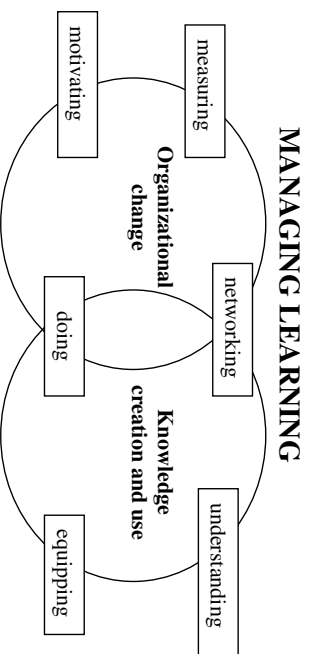 MANAGING LEARNING
measuring
networking
understanding
Organizational
change
Knowledge
creation and use
motivating
doing
equipping